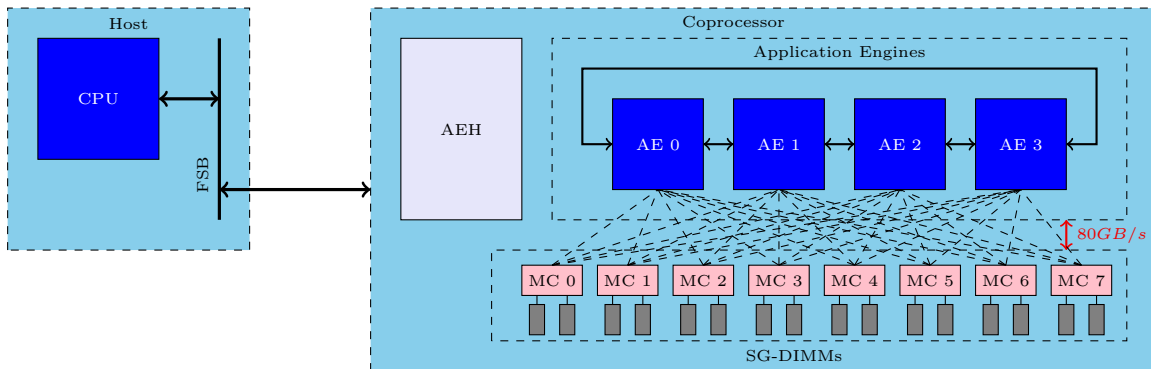 Host
CPU
FSB
Coprocessor
AEH
Application Engines
AE 0
AE 1
AE 2
AE 3
80GB/s
MC 0
MC 1
MC 2
MC 3
MC 4
MC 5
MC 6
MC 7
SG-DIMMs